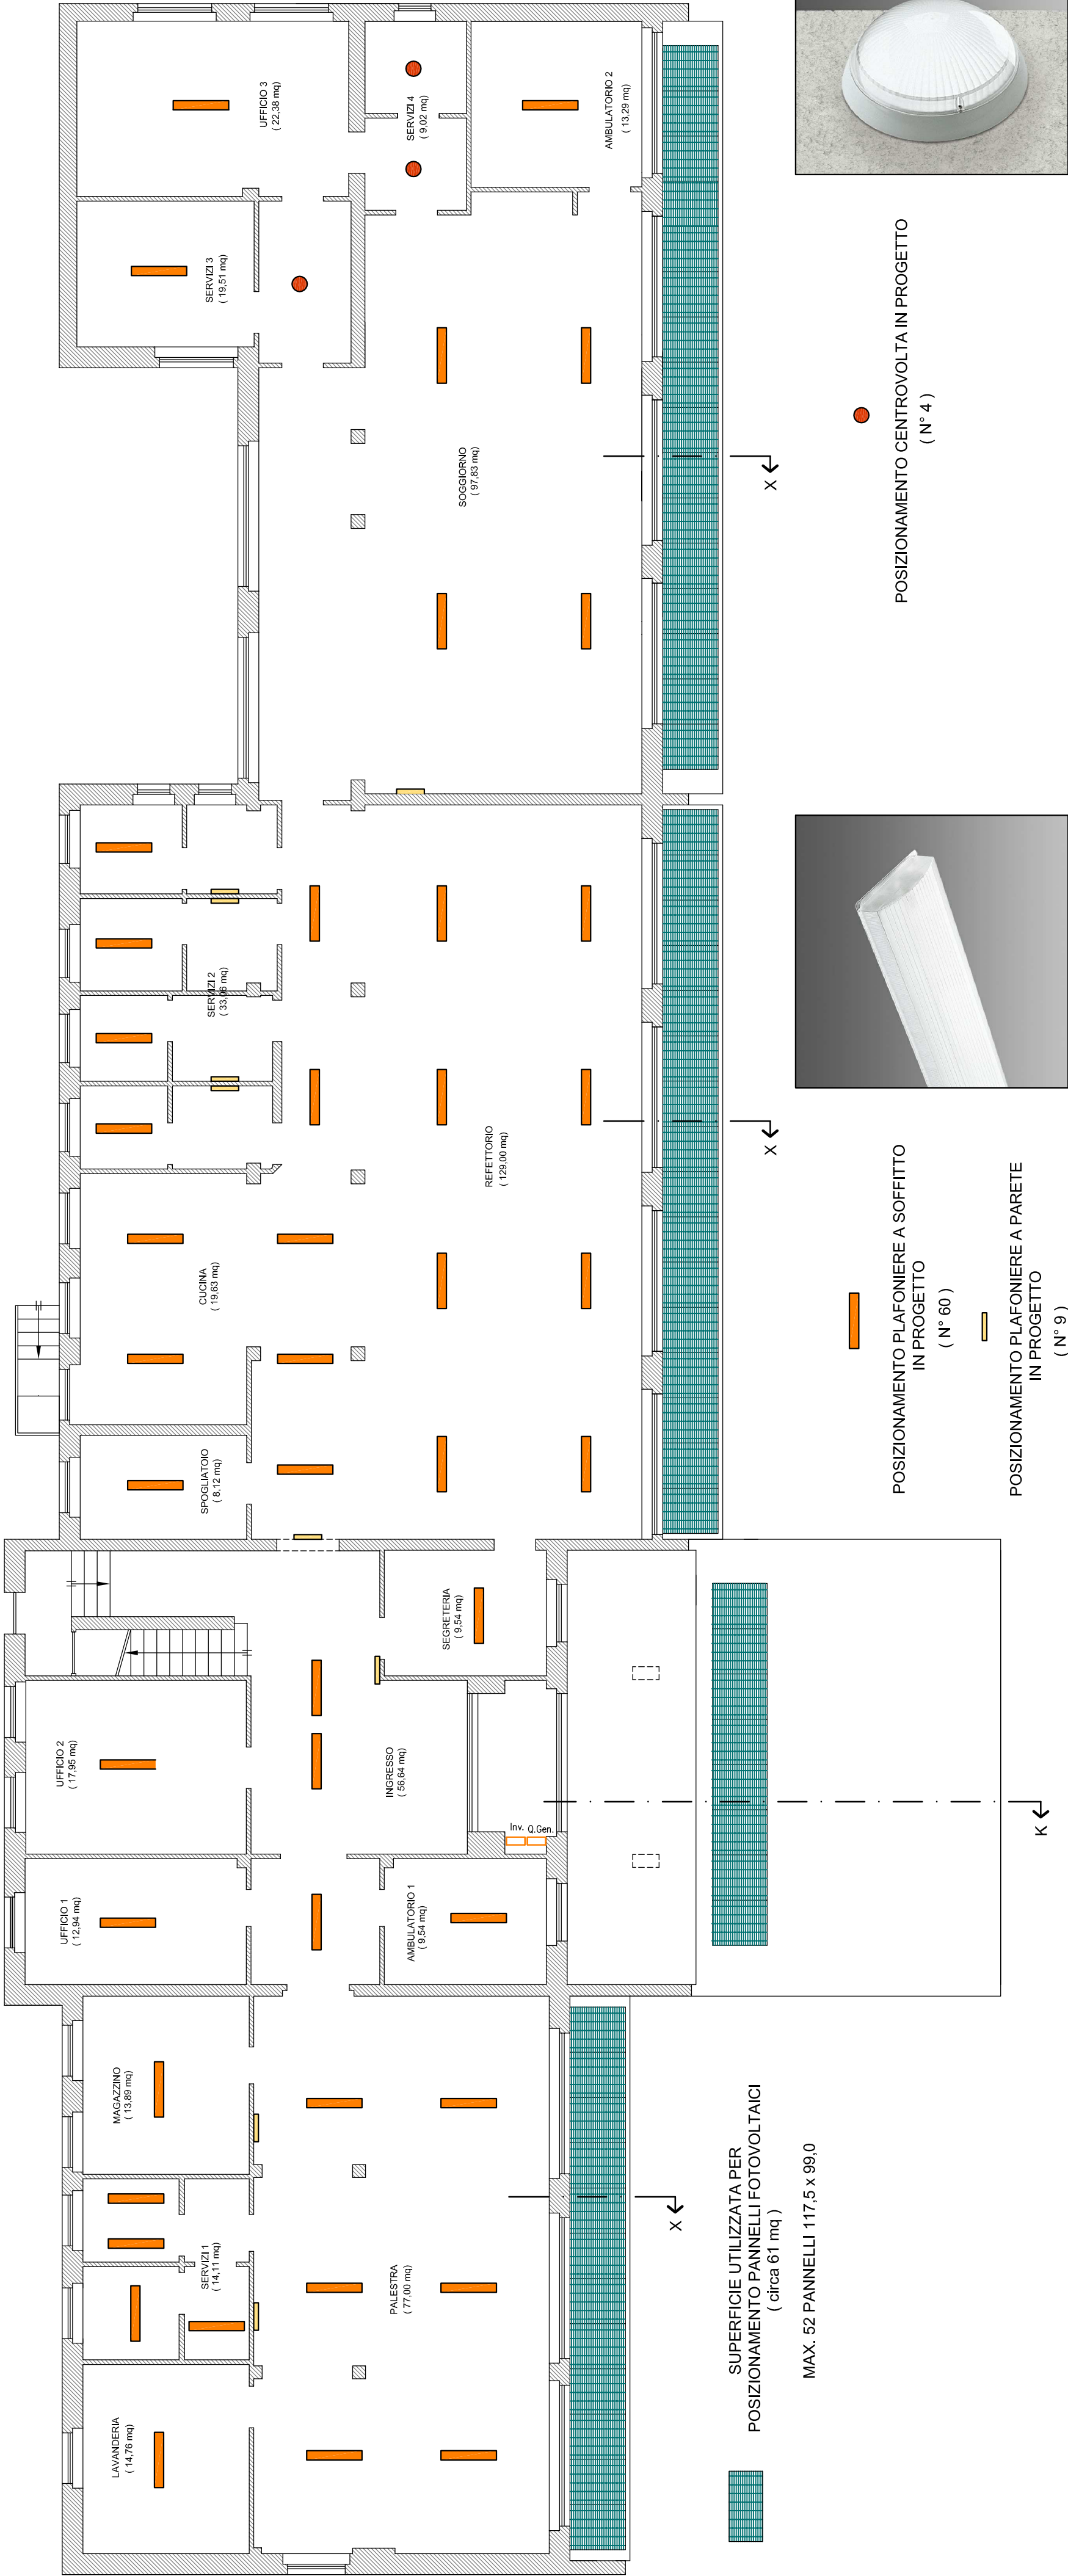 LAVANDERIA
( 14,76 mq)
SERVIZI 1
( 14,11 mq)
MAGAZZINO
( 13,89 mq)
PALESTRA
( 77,00 mq)
UFFICIO 1
( 12,94 mq)
AMBULATORIO 1
( 9,54 mq)
UFFICIO 2
( 17,95 mq)
INGRESSO
( 56,64 mq)
Inv.
Q.Gen.
SEGRETERIA
( 9,54 mq)
SPOGLIATOIO
( 8,12 mq)
CUCINA
( 19,63 mq)
SERVIZI 2
( 33,06 mq)
REFETTORIO
( 129,00 mq)
SOGGIORNO
( 97,83 mq)
SERVIZI 3
( 19,51 mq)
UFFICIO 3
( 22,38 mq)
SERVIZI 4
( 9,02 mq)
AMBULATORIO 2
( 13,29 mq)
X
K
X
X
SUPERFICIE UTILIZZATA PER
POSIZIONAMENTO PANNELLI FOTOVOLTAICI
( circa 61 mq )
MAX. 52 PANNELLI 117,5 x 99,0
POSIZIONAMENTO PLAFONIERE A SOFFITTO
IN PROGETTO
( N° 60 )
POSIZIONAMENTO PLAFONIERE A PARETE
IN PROGETTO
( N° 9 )
POSIZIONAMENTO CENTROVOLTA IN PROGETTO
( N° 4 )